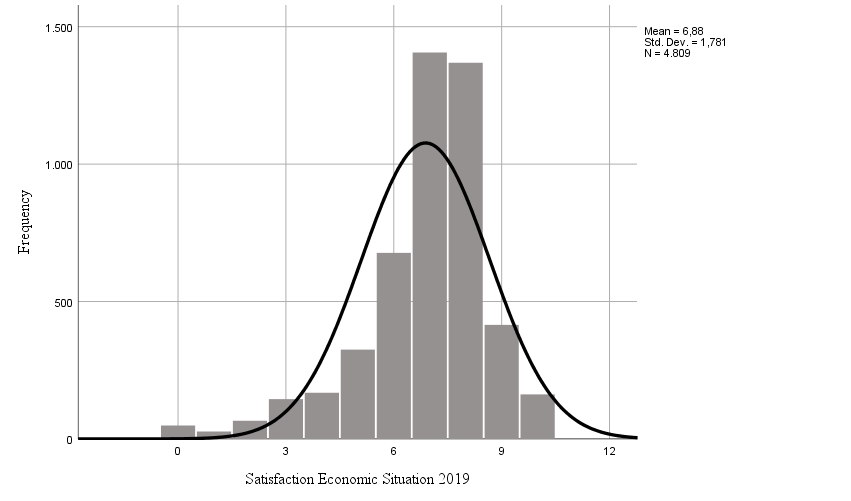 1.500
Mean = 6,88
Std. Dev. = 1,781
N = 4.809
1.000
Frequency
500
0
0 3 6 9 12
Satisfaction Economic Situation 2019